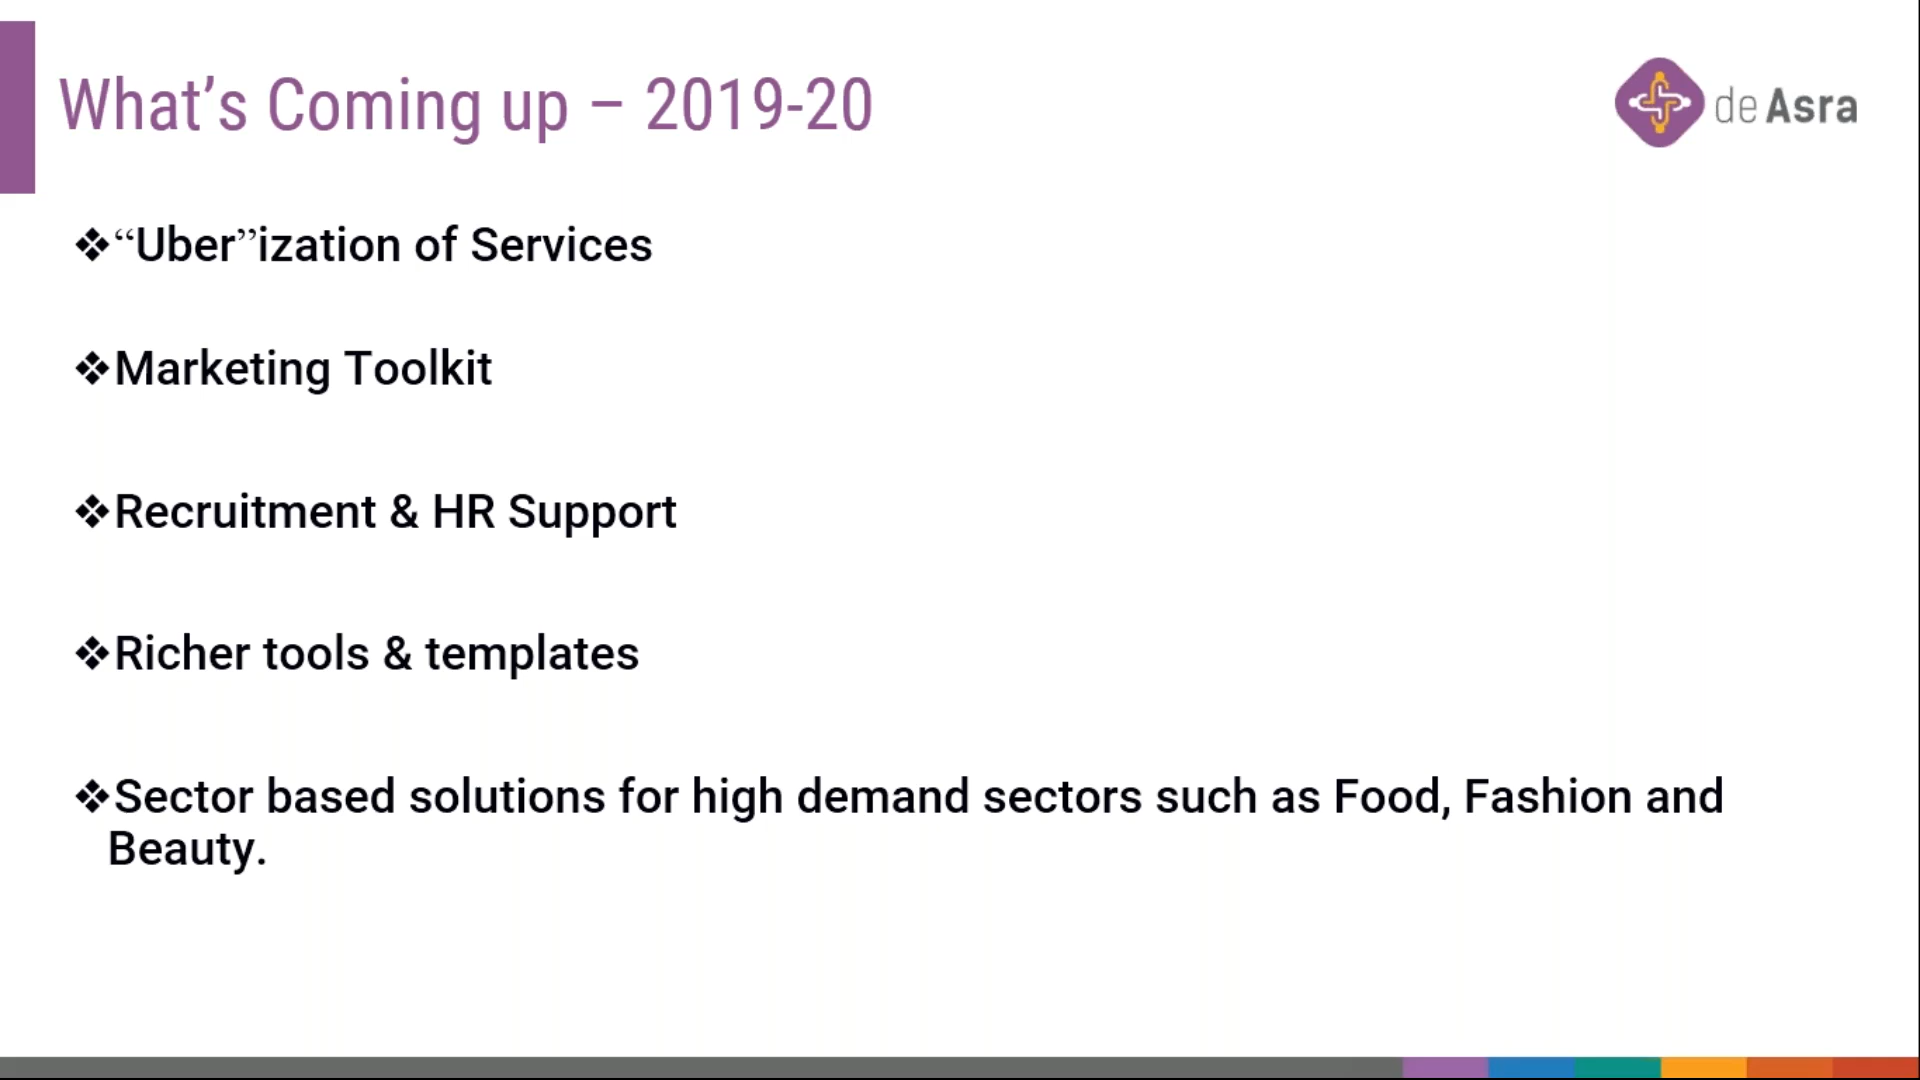 What’s Coming up – 2019-20
de Asra
❖“Uber”ization of Services
❖Marketing Toolkit
❖Recruitment & HR Support
❖Richer tools & templates
❖Sector based solutions for high demand sectors such as Food, Fashion and
Beauty.